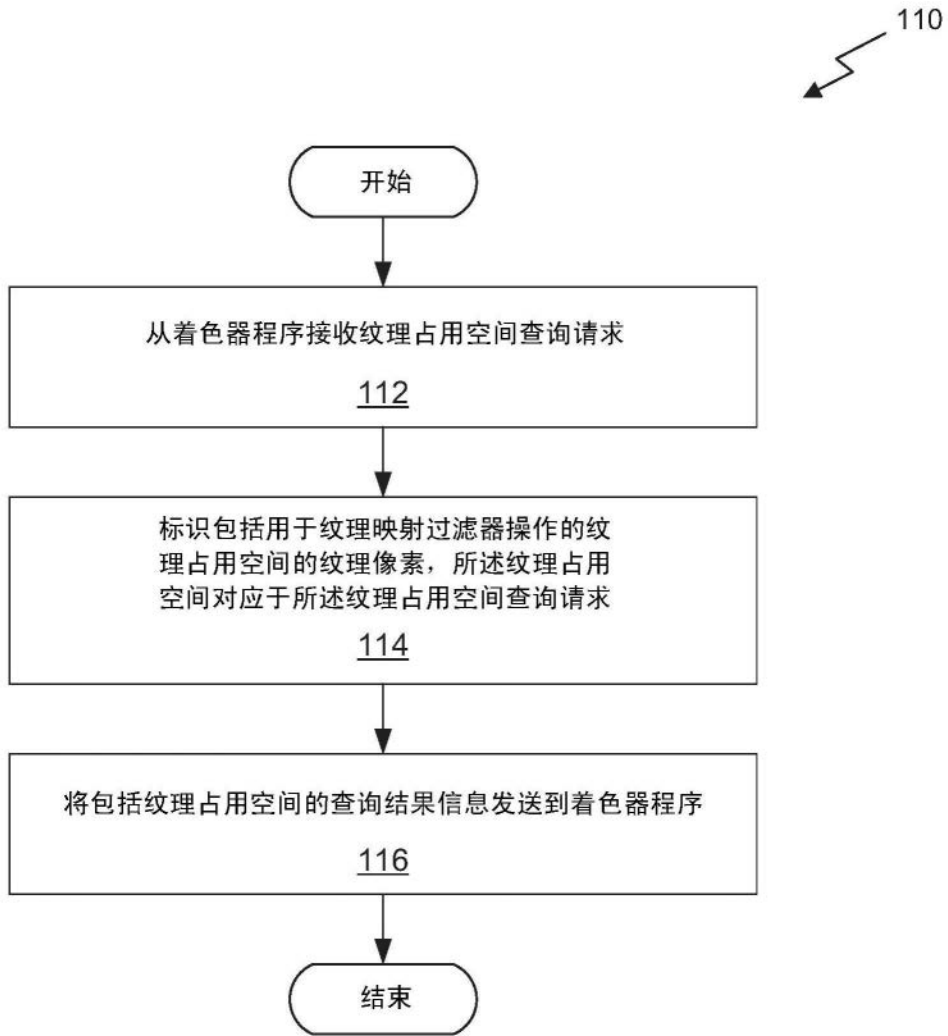 110
开始
从着色器程序接收纹理占用空间查询请求
112
标识包括用于纹理映射过滤器操作的纹
理占用空间的纹理像素，所述纹理占用
空间对应于所述纹理占用空间查询请求
114
将包括纹理占用空间的查询结果信息发送到着色器程序
116
结束